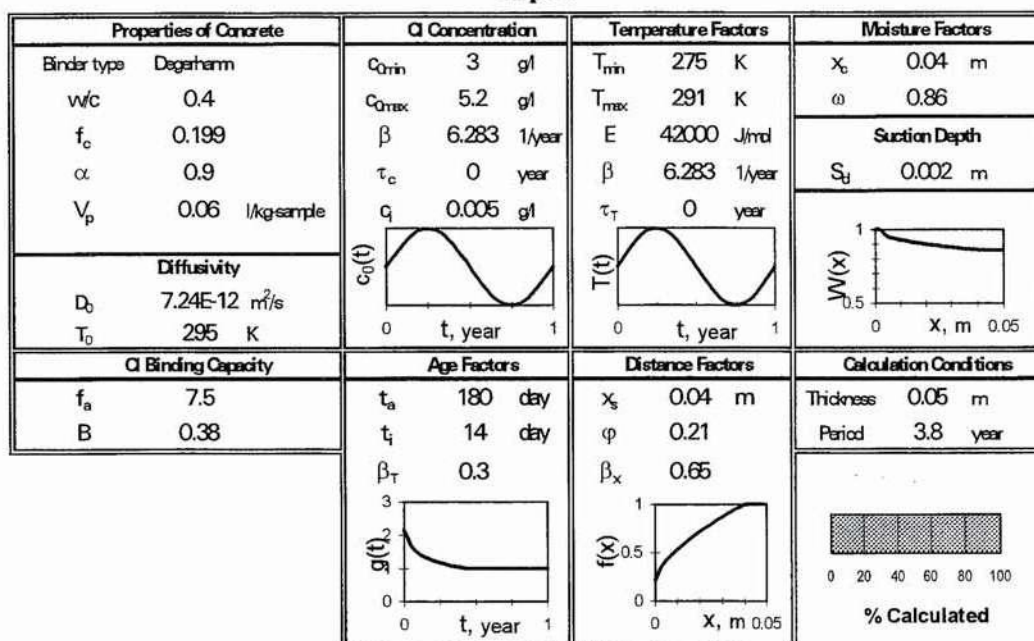 Properties of Concrete
Binder type Degerhamn
w/c 0.4
f_c 0.199
α 0.9
V_p 0.06 l/kg-sample
Diffusivity
D_0 7.24E-12 m²/s
T_0 295 K
Cl Binding Capacity
f_a 7.5
B 0.38
Cl Concentration
c_0min 3 g/l
c_0max 5.2 g/l
β 6.283 1/year
τ_c 0 year
c_i 0.005 g/l
c_0(t)
0 1
t, year
Age Factors
t_a 180 day
t_i 14 day
β_T 0.3
3
2
1
0
g(t)
0 1
t, year
Temperature Factors
T_min 275 K
T_max 291 K
E 42000 J/mol
β 6.283 1/year
τ_T 0 year
T(t)
0 1
t, year
Distance Factors
x_s 0.04 m
φ 0.21
β_x 0.65
1
0.5
0
f(x)
0 x, m 0.05
Moisture Factors
x_c 0.04 m
ω 0.86
Suction Depth
S_d 0.002 m
1
0.5
W(x)
0 x, m 0.05
Calculation Conditions
Thickness 0.05 m
Period 3.8 year
0 20 40 60 80 100
% Calculated